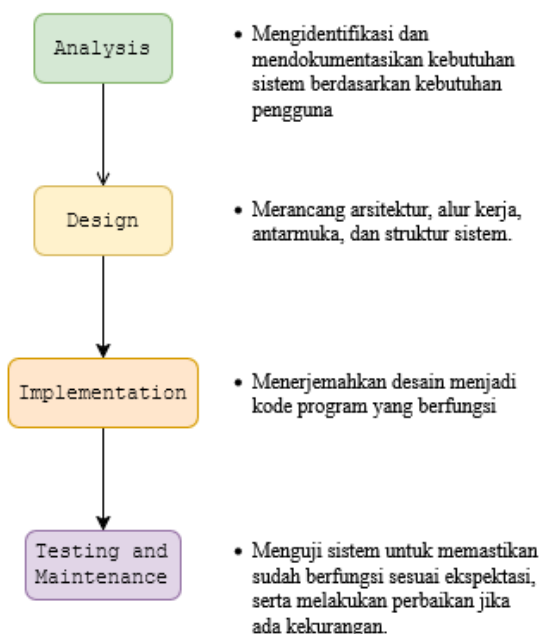 Analysis
• Mengidentifikasi dan
mendokumentasikan kebutuhan
sistem berdasarkan kebutuhan
pengguna
Design
• Merancang arsitektur, alur kerja,
antarmuka, dan struktur sistem.
Implementation
• Menerjemahkan desain menjadi
kode program yang berfungsi
Testing and
Maintenance
• Menguji sistem untuk memastikan
sudah berfungsi sesuai ekspektasi,
serta melakukan perbaikan jika
ada kekurangan.